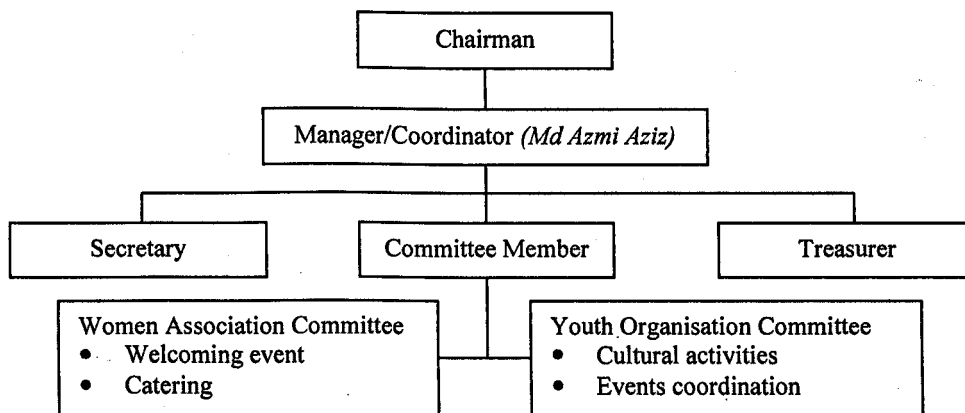 Chairman
Manager/Coordinator (Md Azmi Aziz)
Secretary
Committee Member
Treasurer
Women Association Committee
• Welcoming event
• Catering
Youth Organisation Committee
• Cultural activities
• Events coordination